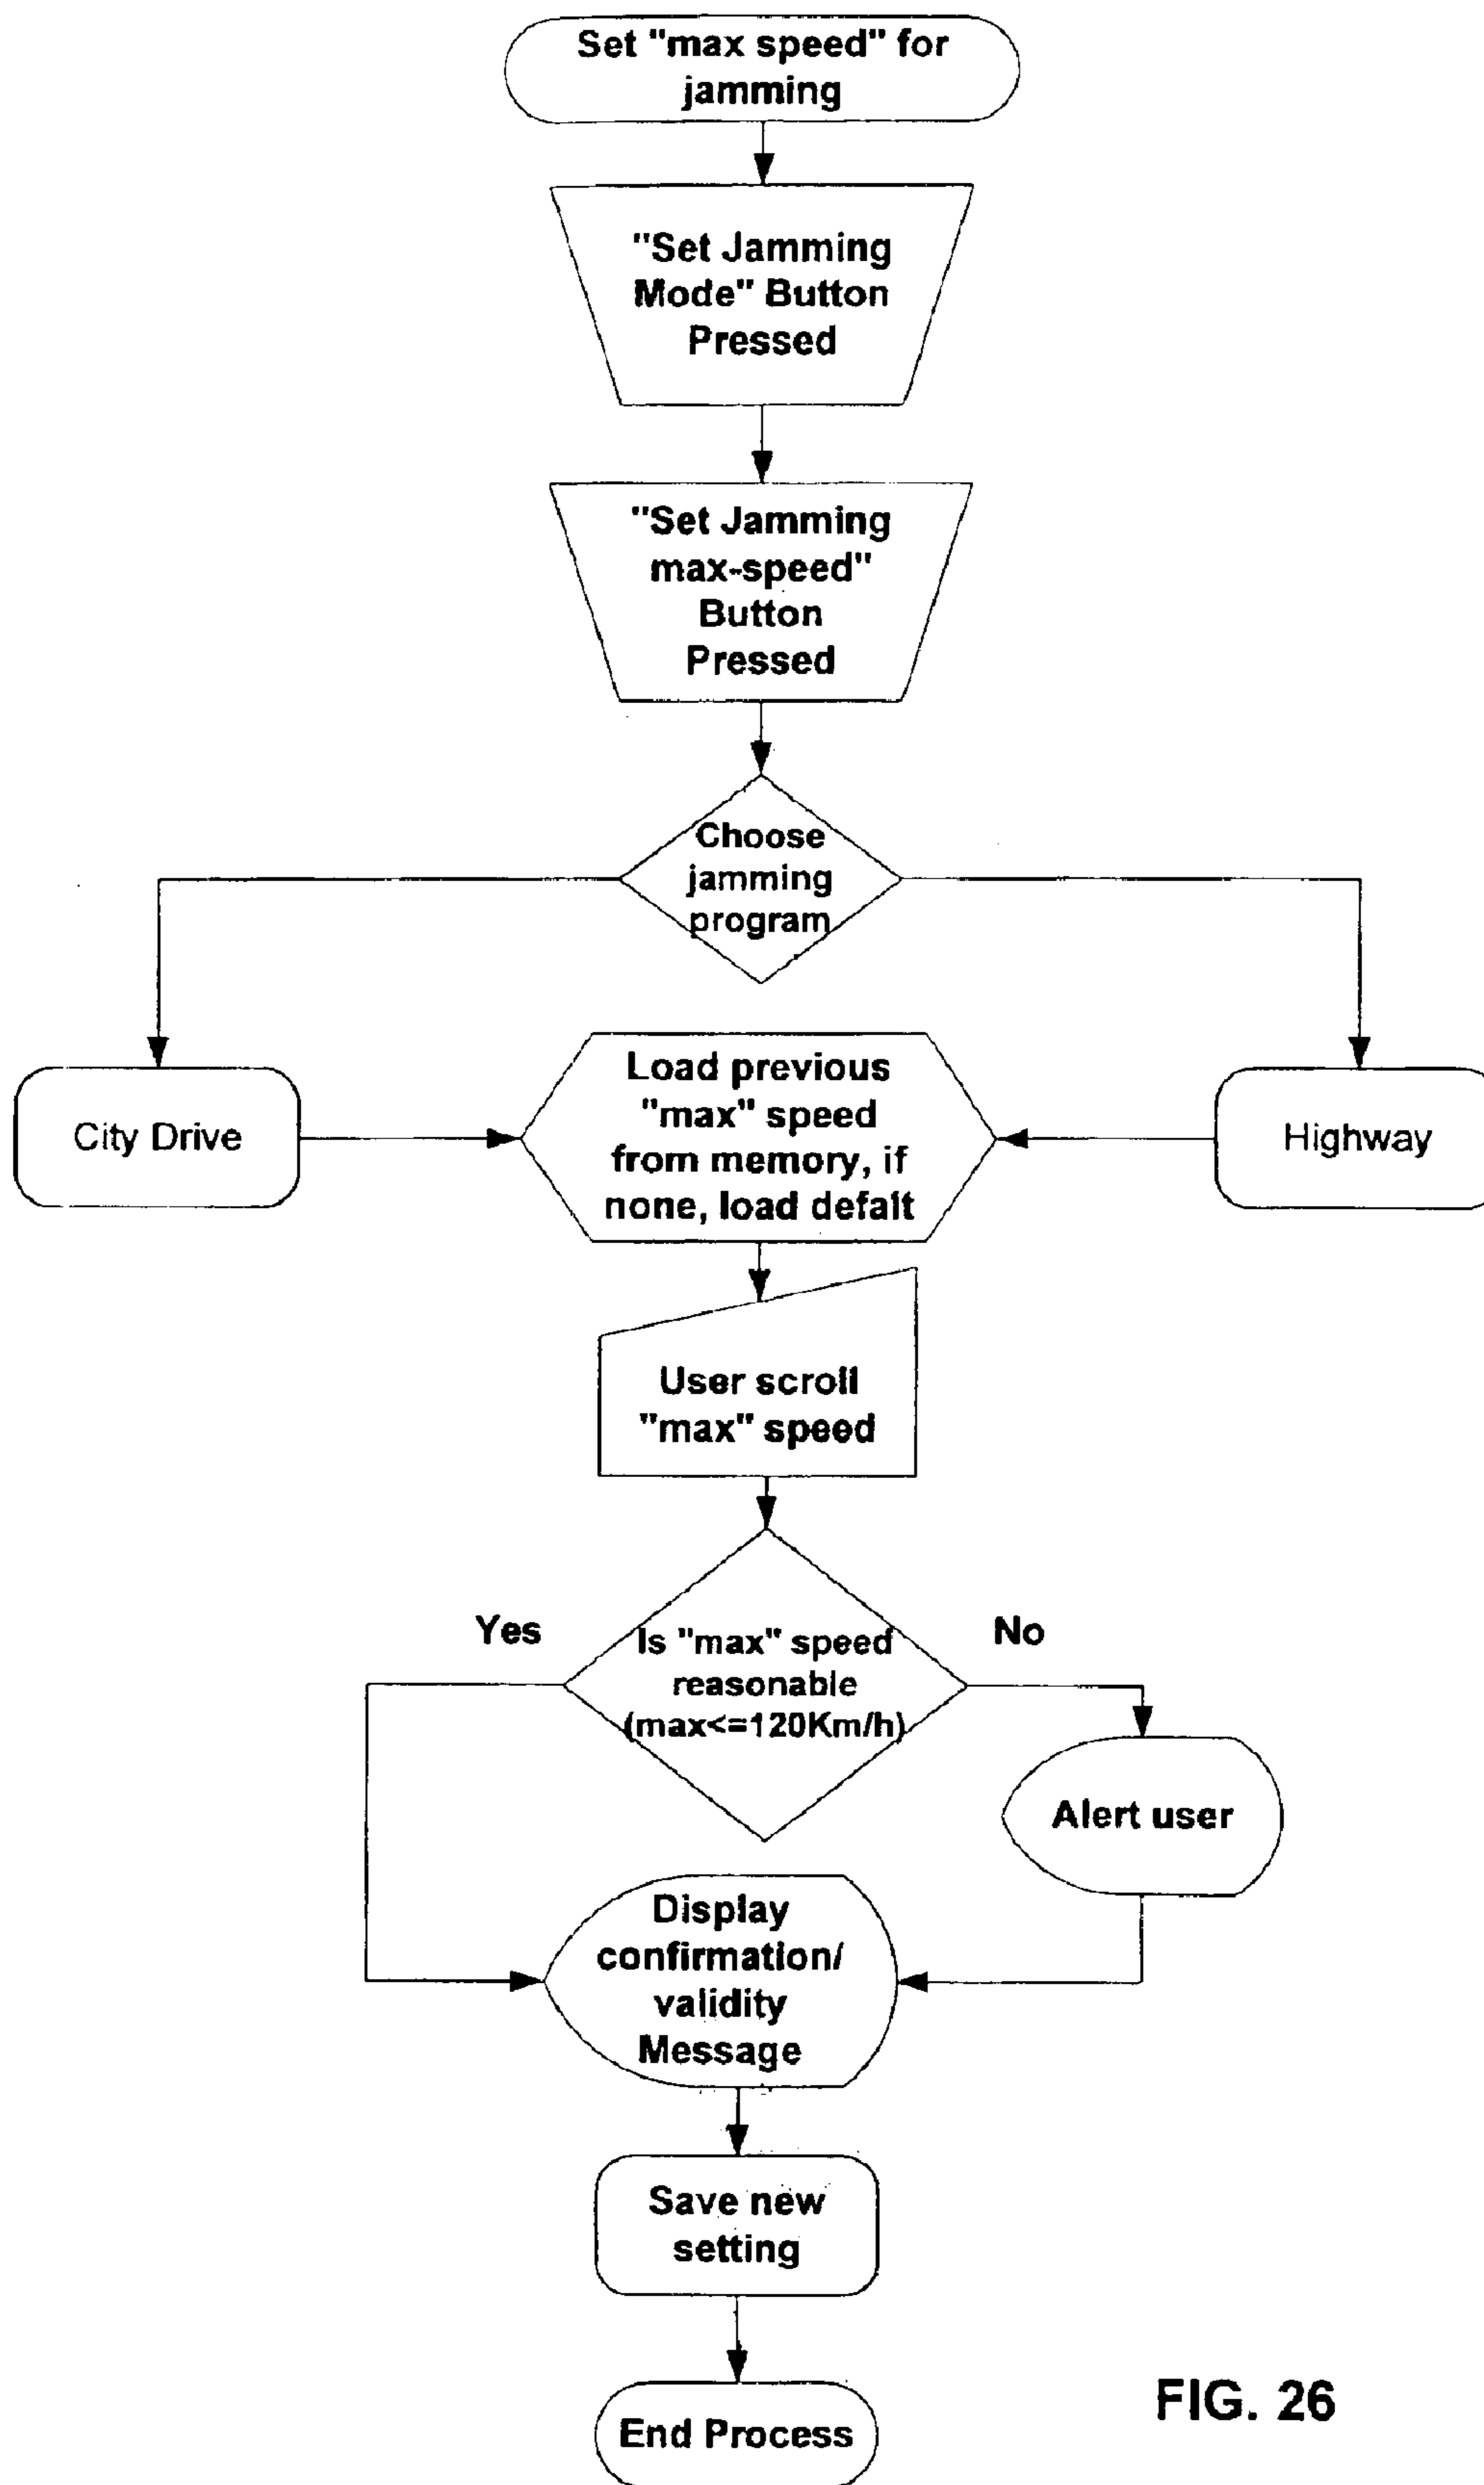 Set "max speed" for
jamming
"Set Jamming
Mode" Button
Pressed
"Set Jamming
max-speed"
Button
Pressed
Choose
jamming
program
City Drive
Load previous
"max" speed
from memory, if
none, load defalt
Highway
User scroll
"max" speed
Yes
Is "max" speed
reasonable
(max<=120Km/h)
No
Alert user
Display
confirmation/
validity
Message
Save new
setting
End Process
FIG. 26